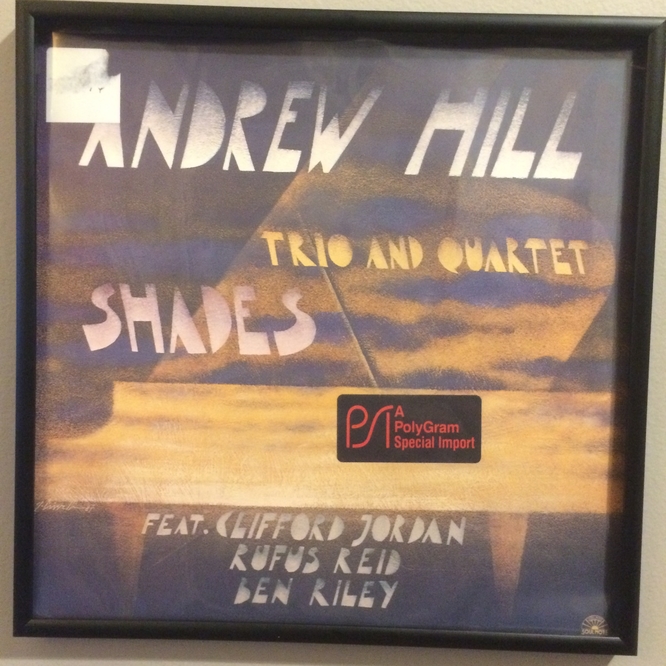 ANDREW HILL
TRIO AND QUARTET
SHADES
A
PolyGram
Special Import
FEAT. CLIFFORD JORDAN
RUFUS REID
BEN RILEY